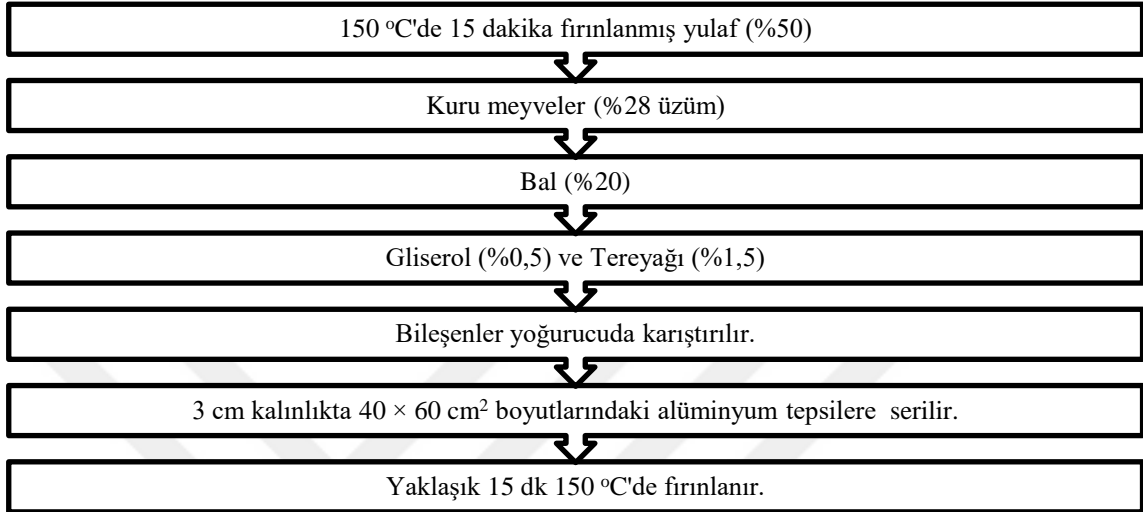 150 °C'de 15 dakika fırınlanmış yulaf (%50)
Kuru meyveler (%28 üzüm)
Bal (%20)
Gliserol (%0,5) ve Tereyağı (%1,5)
Bileşenler yoğurucuda karıştırılır.
3 cm kalınlıkta 40 × 60 cm² boyutlarındaki alüminyum tepsilere serilir.
Yaklaşık 15 dk 150 °C'de fırınlanır.